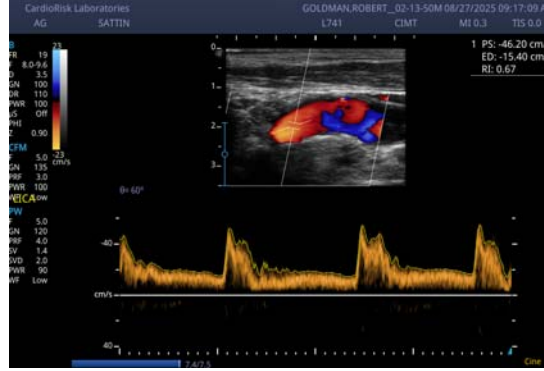 CardioRisk Laboratories GOLDMAN,ROBERT__02-13-50M 08/27/2025 09:17:09 A
AG SATTIN L741 CIMT MI 0.3 TIS 0.0
B
FR 19
F 8.0-9.6
D 3.5
GN 100
DR 110
PWR 100
µS Off
PHI
Z 0.90
CFM
F 5.0
GN 135
PRF 3.0
PWR 100
WF Low
CICA
PW
F 5.0
GN 120
PRF 4.0
SV 1.4
SVD 2.0
PWR 90
WF Low
23
-23
cm/s
0
1
2
3
1 PS: -46.20 cm
ED: -15.40 cm
RI: 0.67
θ= 60°
-40
cm/s
40
7.4/7.5
Cine